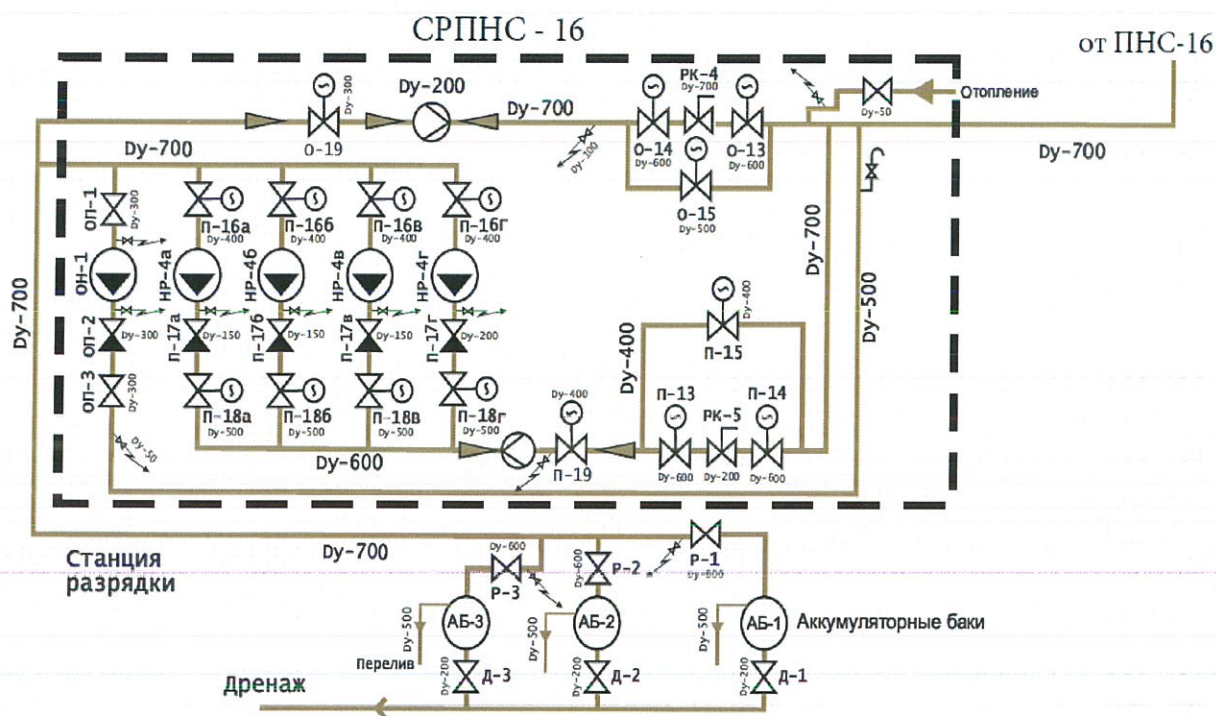 СРПНС - 16
от ПНС-16
Dy-300
О-19
Dy-200
Dy-700
Dy-300
РК-4
Dy-700
О-14
Dy-600
О-13
Dy-600
О-15
Dy-500
Dy-50
Отопление
Dy-700
Dy-700
ОП-1
Dy-300
П-16а
Dy-400
П-16б
Dy-400
П-16в
Dy-400
П-16г
Dy-400
ОН-1
НР-4а
НР-4б
НР-4в
НР-4г
Dy-700
Dy-700
Dy-500
ОП-2
Dy-300
П-17а
Dy-150
П-17б
Dy-150
П-17в
Dy-150
П-17г
Dy-200
Dy-400
П-15
Dy-400
ОП-3
Dy-300
П-18а
Dy-500
П-18б
Dy-500
П-18в
Dy-500
П-18г
Dy-500
Dy-50
Dy-600
Dy-400
П-19
П-13
Dy-600
РК-5
Dy-200
П-14
Dy-600
Станция
разрядки
Dy-700
Dy-600
Р-3
Dy-600
Р-2
Р-1
Dy-600
Dy-500
АБ-3
Dy-500
АБ-2
Dy-500
АБ-1
Аккумуляторные баки
Перелив
Dy-200
Д-3
Dy-200
Д-2
Dy-200
Д-1
Дренаж